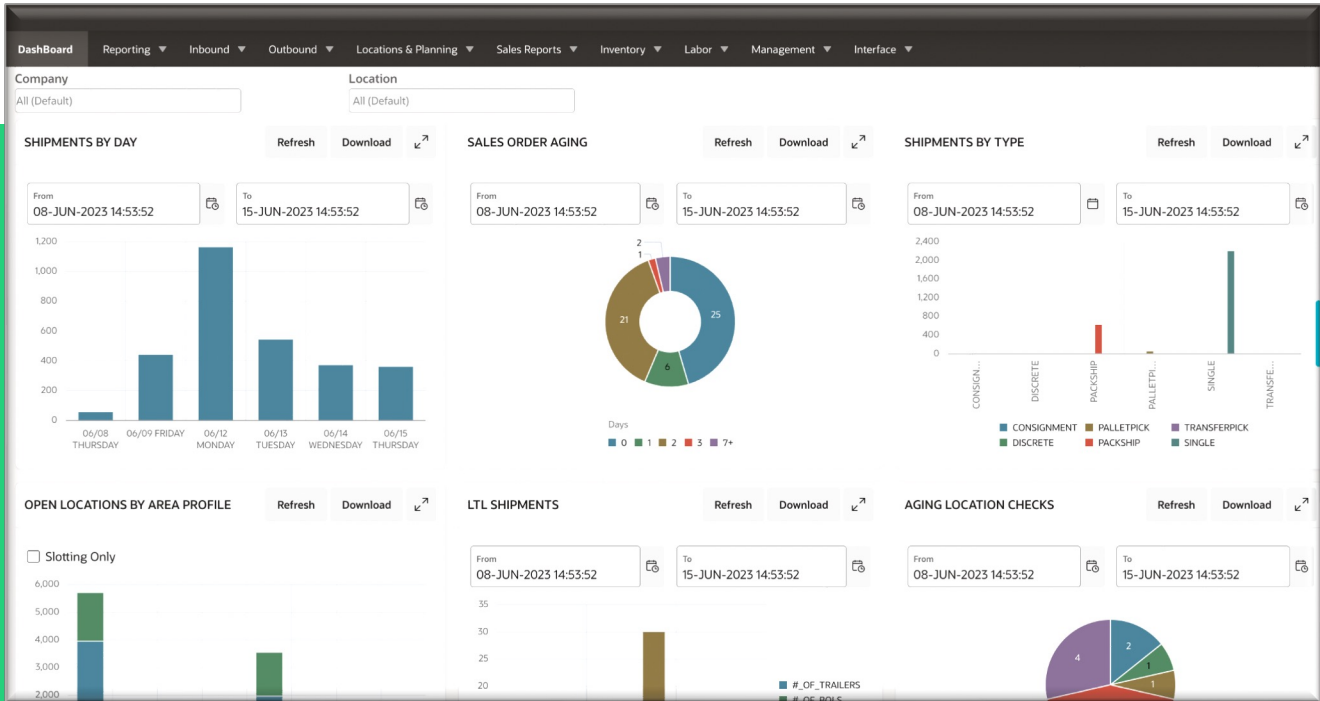 DashBoard Reporting Inbound Outbound Locations & Planning Sales Reports Inventory Labor Management Interface
Company Location
All (Default) All (Default)
SHIPMENTS BY DAY Refresh Download
From To
08-JUN-2023 14:53:52 15-JUN-2023 14:53:52
1,200
1,000
800
600
400
200
0
06/08 THURSDAY
06/09 FRIDAY
06/12 MONDAY
06/13 TUESDAY
06/14 WEDNESDAY
06/15 THURSDAY
SALES ORDER AGING Refresh Download
From To
08-JUN-2023 14:53:52 15-JUN-2023 14:53:52
2
1
21
25
6
Days
0 1 2 3 7+
SHIPMENTS BY TYPE Refresh Download
From To
08-JUN-2023 14:53:52 15-JUN-2023 14:53:52
2,400
2,000
1,600
1,200
800
400
0
CONSIGN...
DISCRETE
PACKSHIP
PALLETPI...
SINGLE
TRANSFE...
CONSIGNMENT PALLETPICK TRANSFERPICK
DISCRETE PACKSHIP SINGLE
OPEN LOCATIONS BY AREA PROFILE Refresh Download
Slotting Only
6,000
5,000
4,000
3,000
2,000
LTL SHIPMENTS Refresh Download
From To
08-JUN-2023 14:53:52 15-JUN-2023 14:53:52
35
30
25
20
#_OF_TRAILERS
#_OF_BOLS
AGING LOCATION CHECKS Refresh Download
From To
08-JUN-2023 14:53:52 15-JUN-2023 14:53:52
4
2
1
1